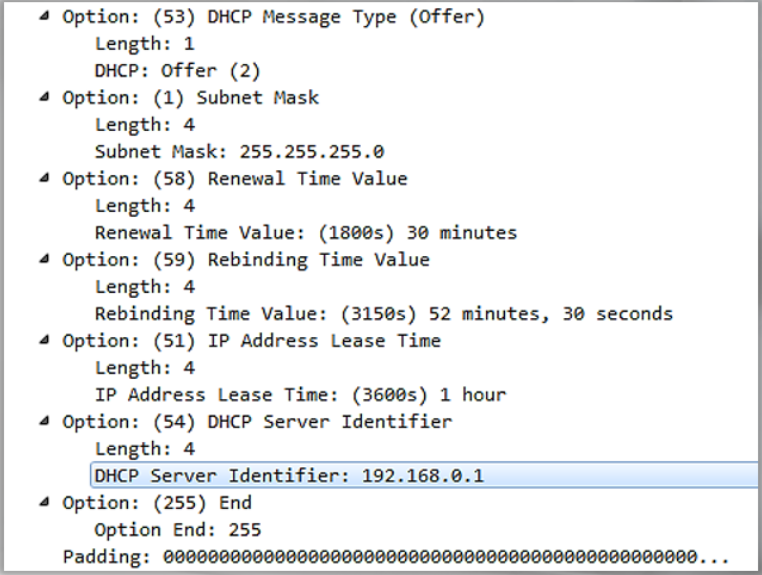 Option: (53) DHCP Message Type (Offer)
Length: 1
DHCP: Offer (2)
Option: (1) Subnet Mask
Length: 4
Subnet Mask: 255.255.255.0
Option: (58) Renewal Time Value
Length: 4
Renewal Time Value: (1800s) 30 minutes
Option: (59) Rebinding Time Value
Length: 4
Rebinding Time Value: (3150s) 52 minutes, 30 seconds
Option: (51) IP Address Lease Time
Length: 4
IP Address Lease Time: (3600s) 1 hour
Option: (54) DHCP Server Identifier
Length: 4
DHCP Server Identifier: 192.168.0.1
Option: (255) End
Option End: 255
Padding: 00000000000000000000000000000000000000000000000000...